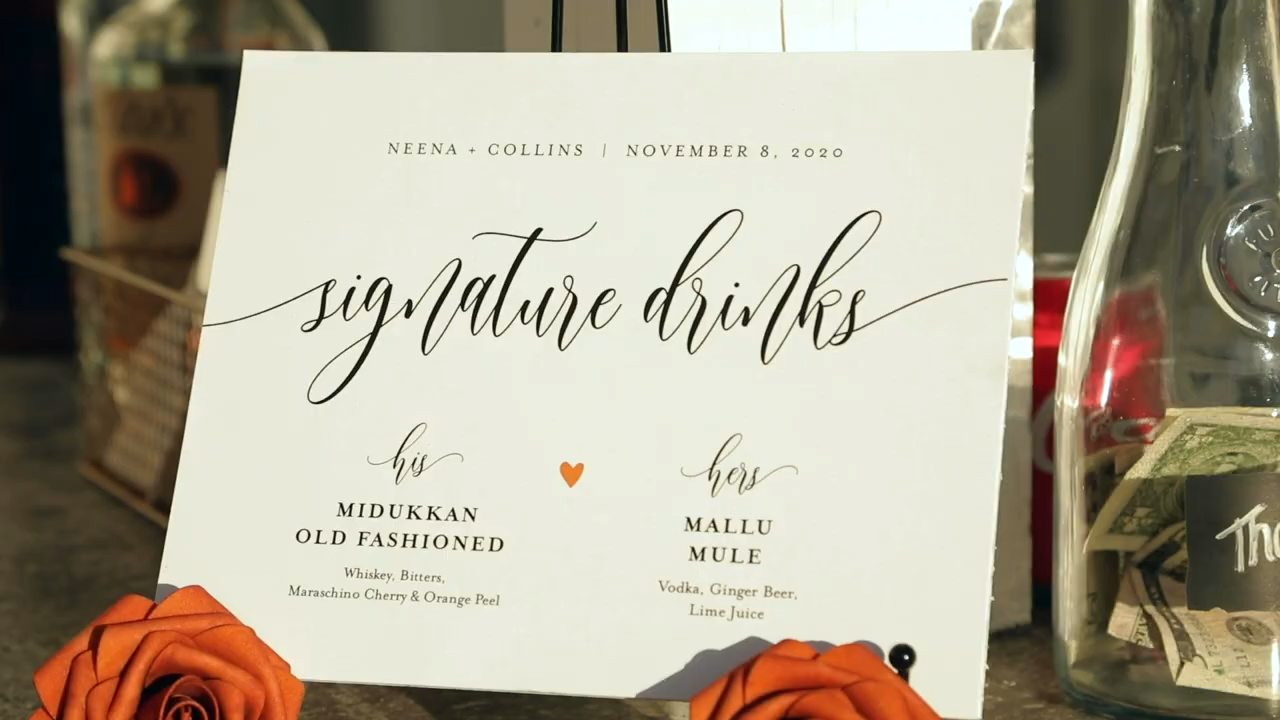 NEENA + COLLINS | NOVEMBER 8, 2020
signature drinks
his
MIDUKKAN
OLD FASHIONED
Whiskey, Bitters,
Maraschino Cherry & Orange Peel
hers
MALLU
MULE
Vodka, Ginger Beer,
Lime Juice